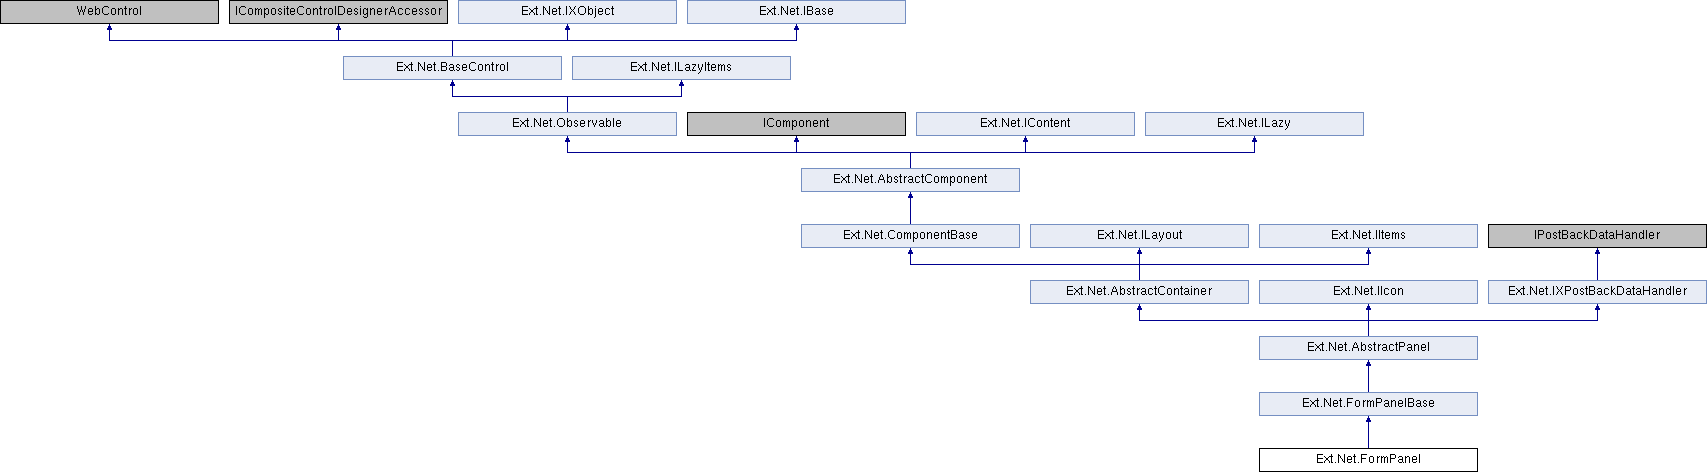 WebControl
ICompositeControlDesignerAccessor
Ext.Net.IXObject
Ext.Net.IBase
Ext.Net.BaseControl
Ext.Net.ILazyItems
Ext.Net.Observable
IComponent
Ext.Net.IContent
Ext.Net.ILazy
Ext.Net.AbstractComponent
Ext.Net.ComponentBase
Ext.Net.ILayout
Ext.Net.IItems
IPostBackDataHandler
Ext.Net.AbstractContainer
Ext.Net.IIcon
Ext.Net.IXPostBackDataHandler
Ext.Net.AbstractPanel
Ext.Net.FormPanelBase
Ext.Net.FormPanel